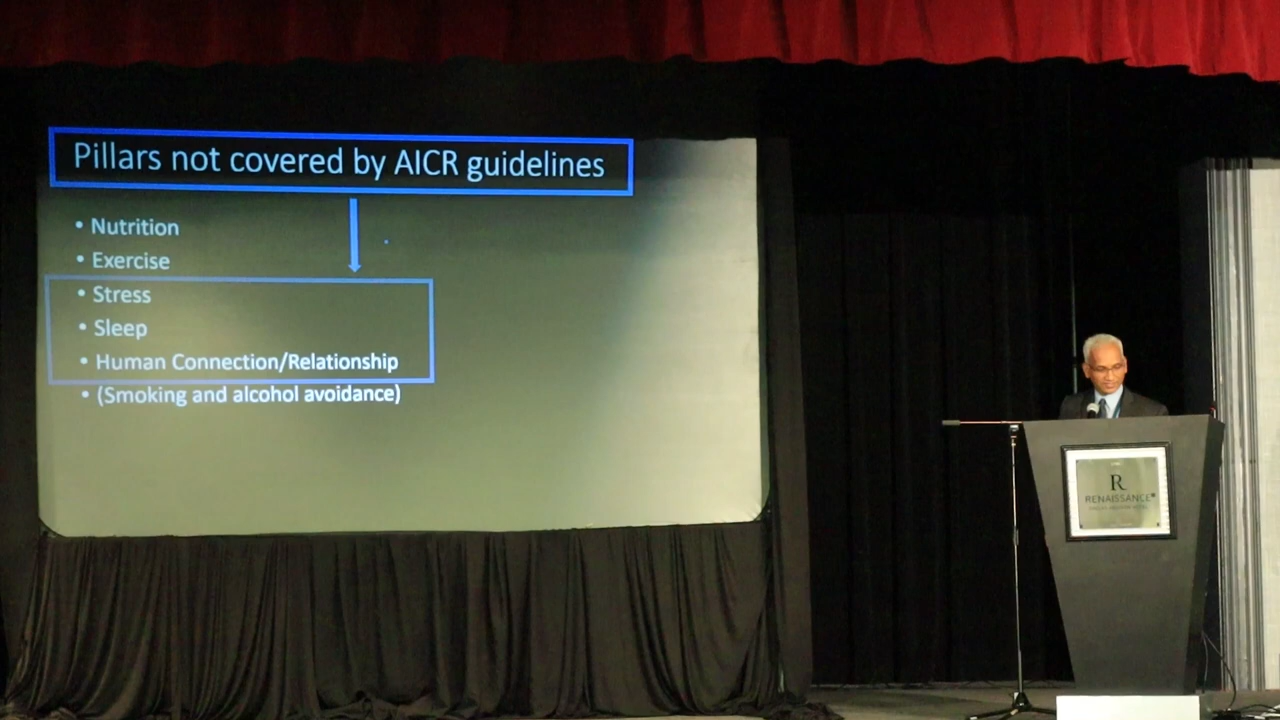 Pillars not covered by AICR guidelines
• Nutrition
• Exercise
• Stress
• Sleep
• Human Connection/Relationship
• (Smoking and alcohol avoidance)
R
RENAISSANCE